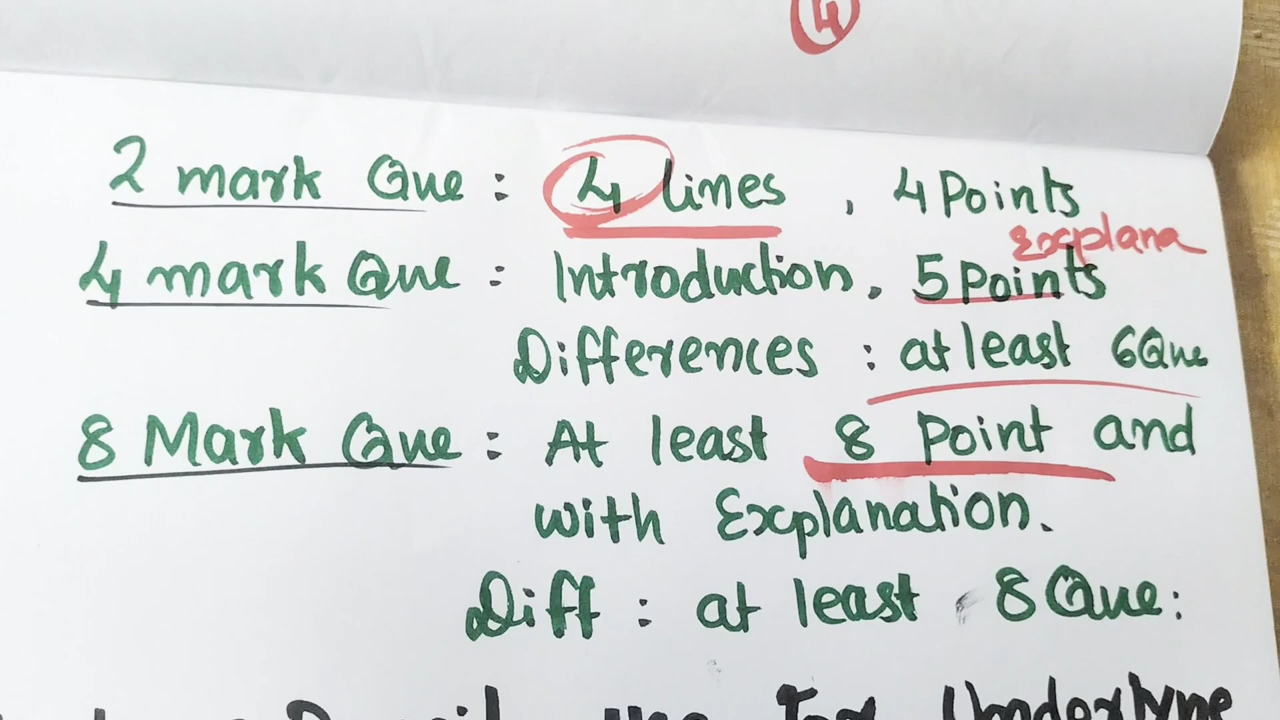 4
2 mark Que : 4 lines , 4 Points
Explana
4 mark Que : Introduction, 5 Points
Differences : at least 6 Que
8 Mark Que : At least 8 Point and
with Explanation.
Diff : at least 8 Que :
Underlyne